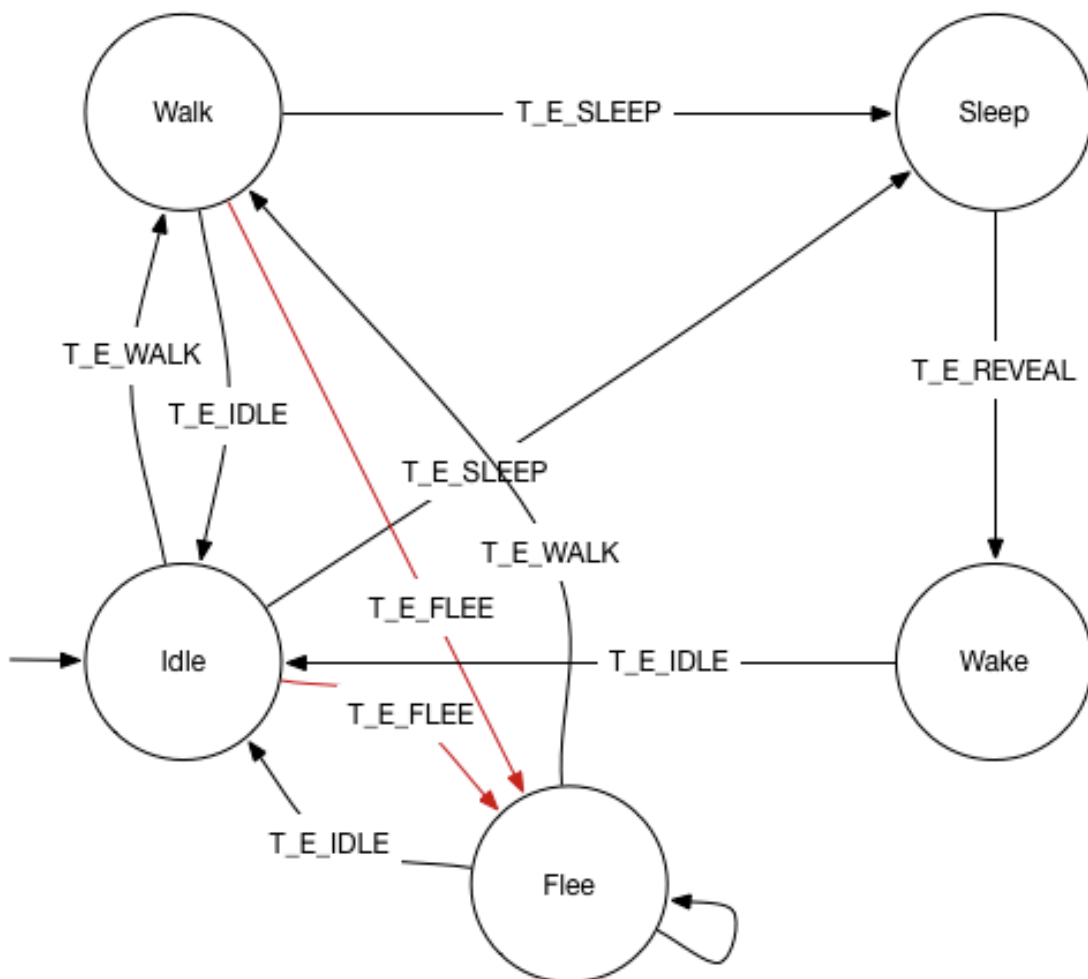 Walk
T_E_SLEEP
Sleep
T_E_WALK
T_E_REVEAL
T_E_IDLE
T_E_SLEEP
T_E_WALK
T_E_FLEE
Idle
T_E_IDLE
Wake
T_E_FLEE
T_E_IDLE
Flee